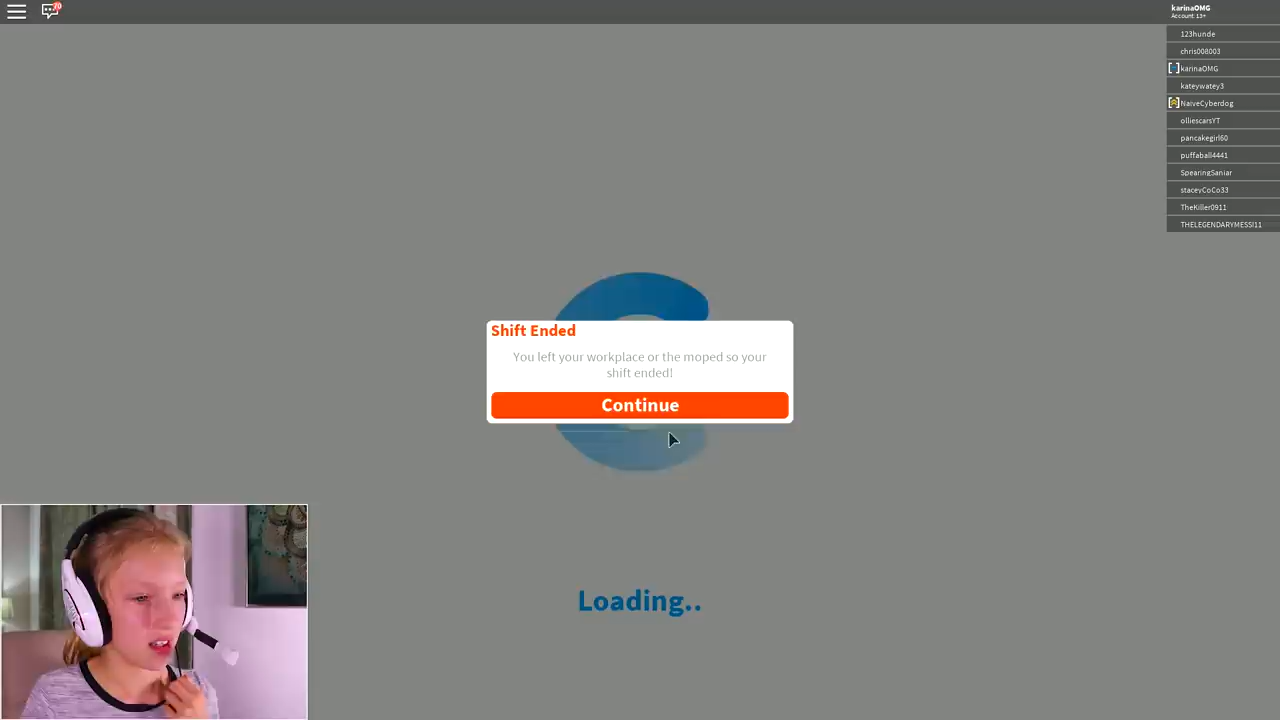 70
karinaOMG
Account: 13+
123hunde
chris008003
karinaOMG
kateywatey3
NaiveCyberdog
olliescarsYT
pancakegirl60
puffaball4441
SpearingSaniar
staceyCoCo33
TheKiller0911
THELEGENDARYMESSI11
Shift Ended
You left your workplace or the moped so your
shift ended!
Continue
Loading..